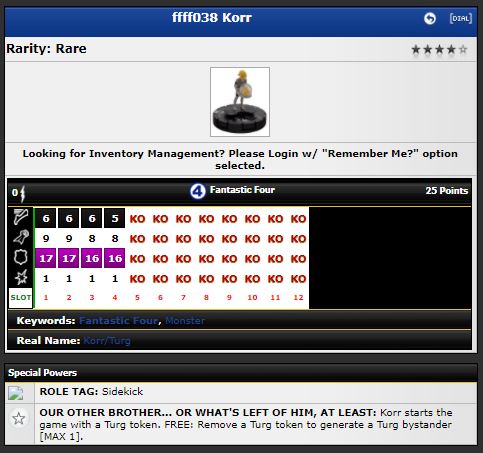 ffff038 Korr
[DIAL]
Rarity: Rare
Looking for Inventory Management? Please Login w/ "Remember Me?" option
selected.
0 4 Fantastic Four 25 Points
6 6 6 5 KO KO KO KO KO KO KO KO
9 9 8 8 KO KO KO KO KO KO KO KO
17 17 16 16 KO KO KO KO KO KO KO KO
1 1 1 1 KO KO KO KO KO KO KO KO
SLOT 1 2 3 4 5 6 7 8 9 10 11 12
Keywords: Fantastic Four, Monster
Real Name: Korr/Turg
Special Powers
ROLE TAG: Sidekick
OUR OTHER BROTHER... OR WHAT'S LEFT OF HIM, AT LEAST: Korr starts the
game with a Turg token. FREE: Remove a Turg token to generate a Turg bystander
[MAX 1].